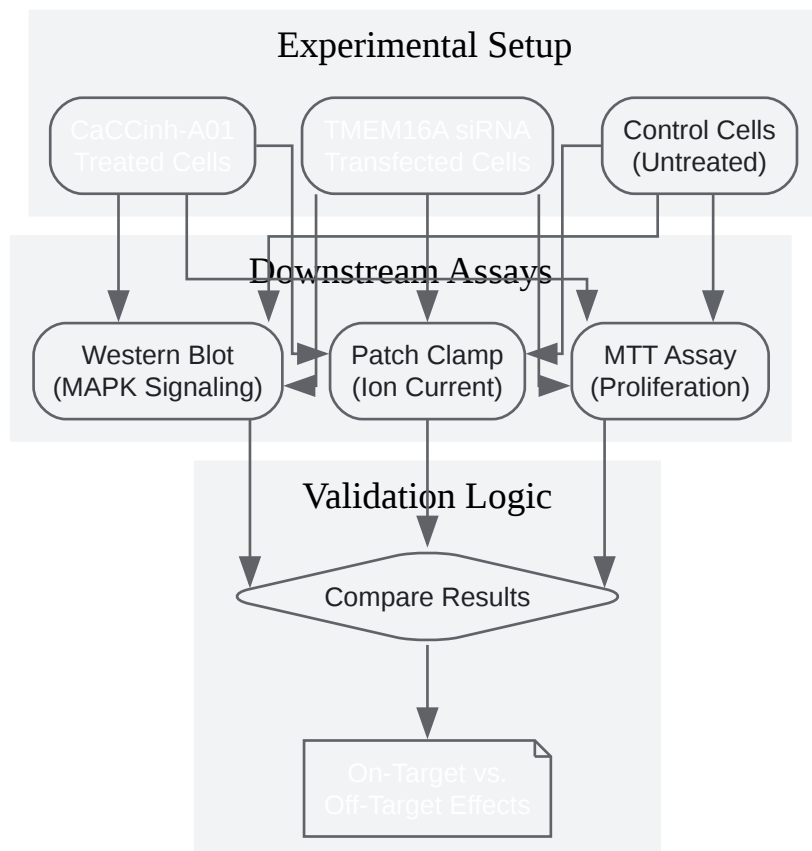 Experimental Setup
CaCCinh-A01
Treated Cells
TMEM16A siRNA
Transfected Cells
Control Cells
(Untreated)
Downstream Assays
Western Blot
(MAPK Signaling)
Patch Clamp
(Ion Current)
MTT Assay
(Proliferation)
Validation Logic
Compare Results
On-Target vs.
Off-Target Effects